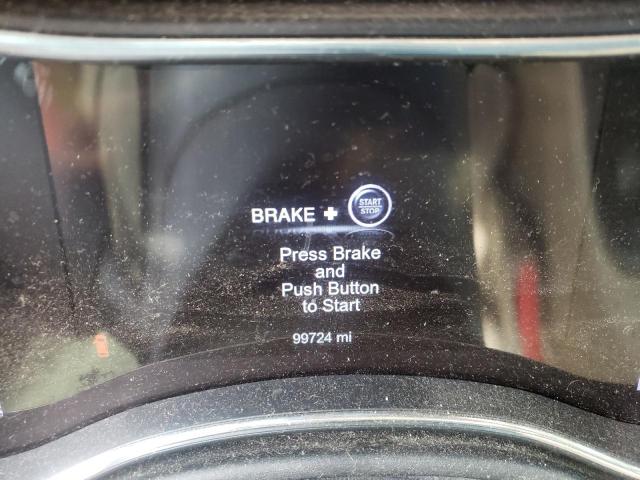 BRAKE + START STOP
Press Brake
and
Push Button
to Start
99724 mi